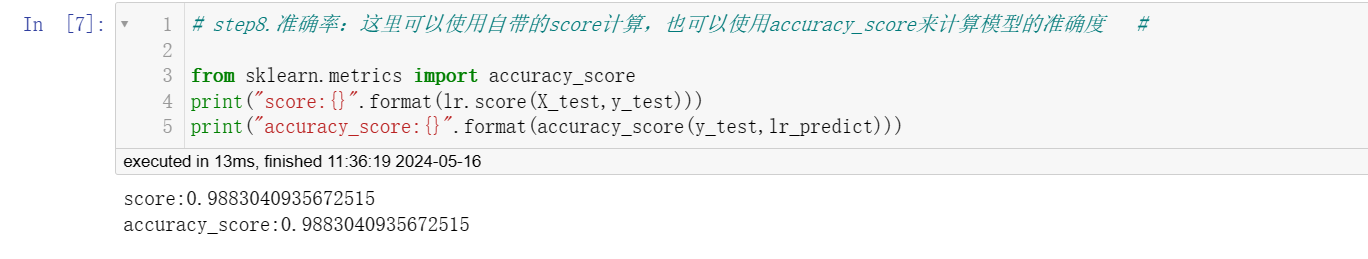 In [7]:
1 # step8.准确率：这里可以使用自带的score计算，也可以使用accuracy_score来计算模型的准确度 #
2
3 from sklearn.metrics import accuracy_score
4 print("score:{}".format(lr.score(X_test,y_test)))
5 print("accuracy_score:{}".format(accuracy_score(y_test,lr_predict)))
executed in 13ms, finished 11:36:19 2024-05-16
score:0.9883040935672515
accuracy_score:0.9883040935672515